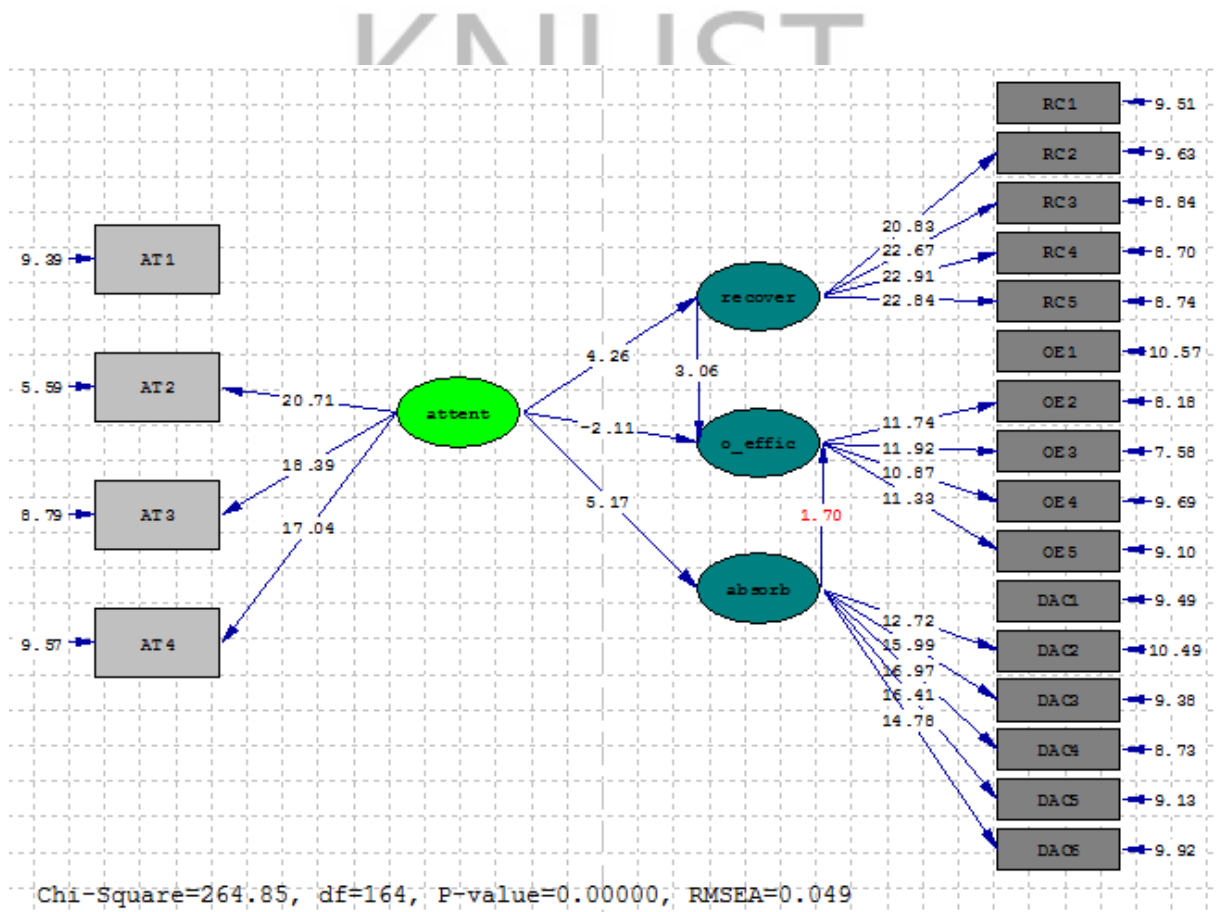 KNUST
RC1 9.51
RC2 9.63
RC3 8.84
RC4 8.70
RC5 8.74
OE1 10.57
OE2 8.18
OE3 7.58
OE4 9.69
OE5 9.10
DAC1 9.49
DAC2 10.49
DAC3 9.38
DAC4 8.73
DAC5 9.13
DAC6 9.92
9.39 AT1
5.59 AT2
8.79 AT3
9.57 AT4
20.71
18.39
17.04
attent
4.26
-2.11
5.17
recover
3.06
o_effic
1.70
absorb
20.83
22.67
22.91
22.84
11.74
11.92
10.87
11.33
12.72
15.99
16.97
16.41
14.78
Chi-Square=264.85, df=164, P-value=0.00000, RMSEA=0.049